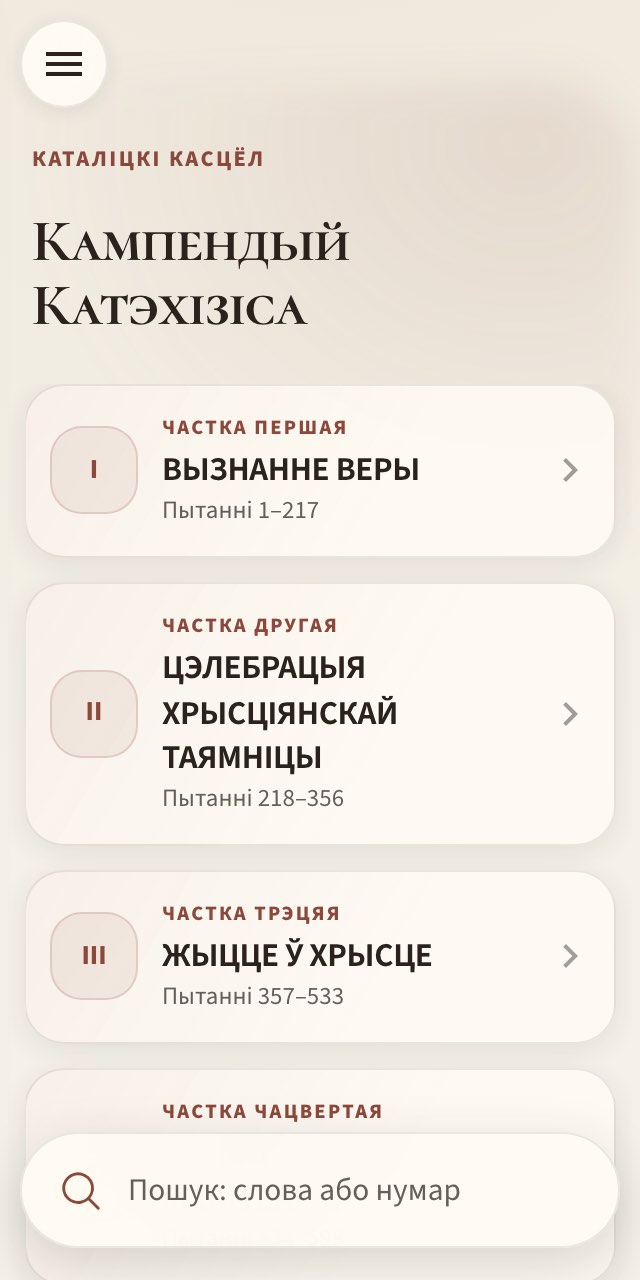 КАТАЛІЦКІ КАСЦЁЛ
Кампендый
Катэхізіса
ЧАСТКА ПЕРШАЯ
I
ВЫЗНАННЕ ВЕРЫ
Пытанні 1–217
ЧАСТКА ДРУГАЯ
ЦЭЛЕБРАЦЫЯ
II
ХРЫСЦІЯНСКАЙ
ТАЯМНІЦЫ
Пытанні 218–356
ЧАСТКА ТРЭЦЯЯ
III
ЖЫЦЦЕ Ў ХРЫСЦЕ
Пытанні 357–533
ЧАСТКА ЧАЦВЕРТАЯ
Пошук: слова або нумар